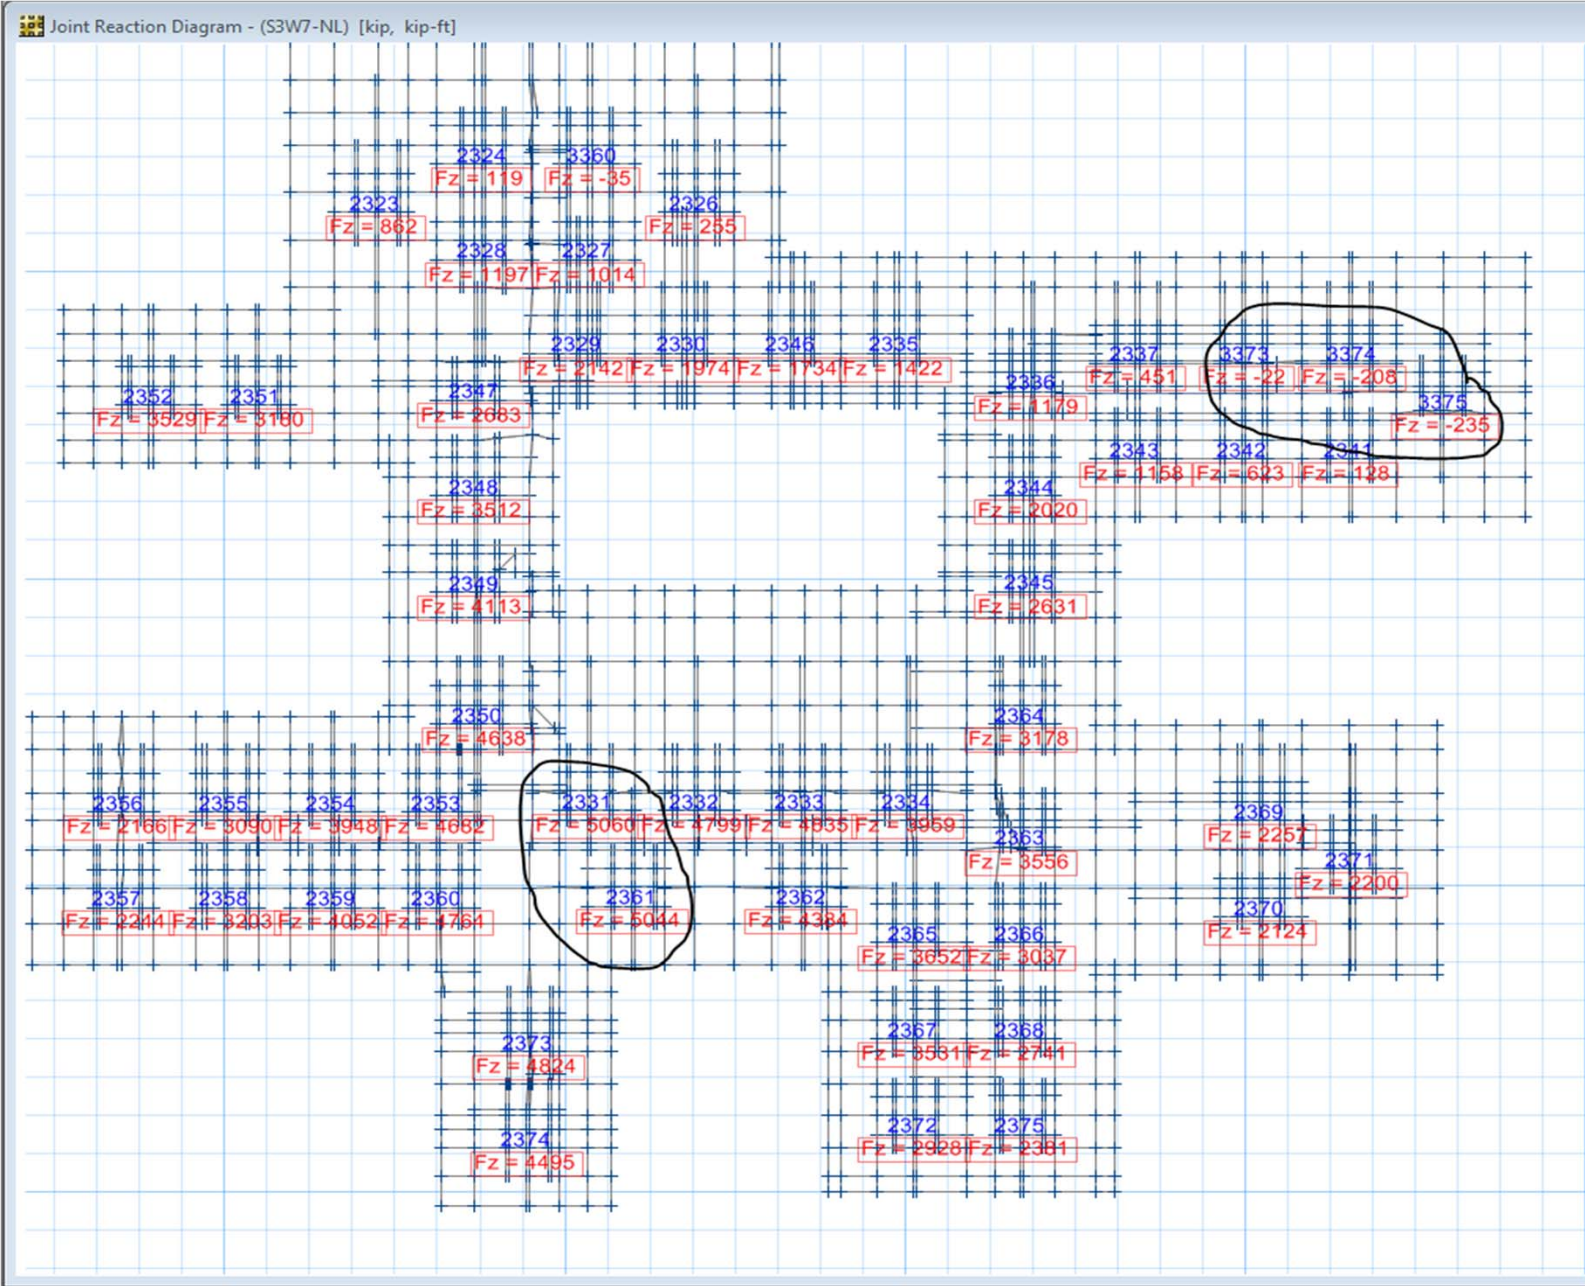 Joint Reaction Diagram - (S3W7-NL) [kip, kip-ft]
2324 3360
Fz = 119 Fz = -35
2323 2326
Fz = 862 Fz = 255
2328 2327
Fz = 1197 Fz = 1014
2329 2330 2346 2335
Fz = 2142 Fz = 1974 Fz = 1734 Fz = 1422
2337 3373 3374
Fz = 451 Fz = -22 Fz = -208
2352 2351 2347 2336 3375
Fz = 3529 Fz = 3180 Fz = 2683 Fz = 1179 Fz = -235
2343 2342 2341
Fz = 1158 Fz = 623 Fz = 128
2348 2344
Fz = 3512 Fz = 2020
2349 2345
Fz = 4113 Fz = 2631
2350 2364
Fz = 4638 Fz = 3178
2356 2355 2354 2353 2331 2332 2333 2334 2369
Fz = 2166 Fz = 3090 Fz = 3948 Fz = 4682 Fz = 5060 Fz = 4799 Fz = 4835 Fz = 3959 Fz = 2257
2363 2371
Fz = 3556 Fz = 2200
2357 2358 2359 2360 2361 2362 2370
Fz = 2244 Fz = 3203 Fz = 4052 Fz = 4764 Fz = 5044 Fz = 4384 Fz = 2124
2365 2366
Fz = 3652 Fz = 3037
2373 2367 2368
Fz = 4824 Fz = 3531 Fz = 2741
2374 2372 2375
Fz = 4495 Fz = 2928 Fz = 2381